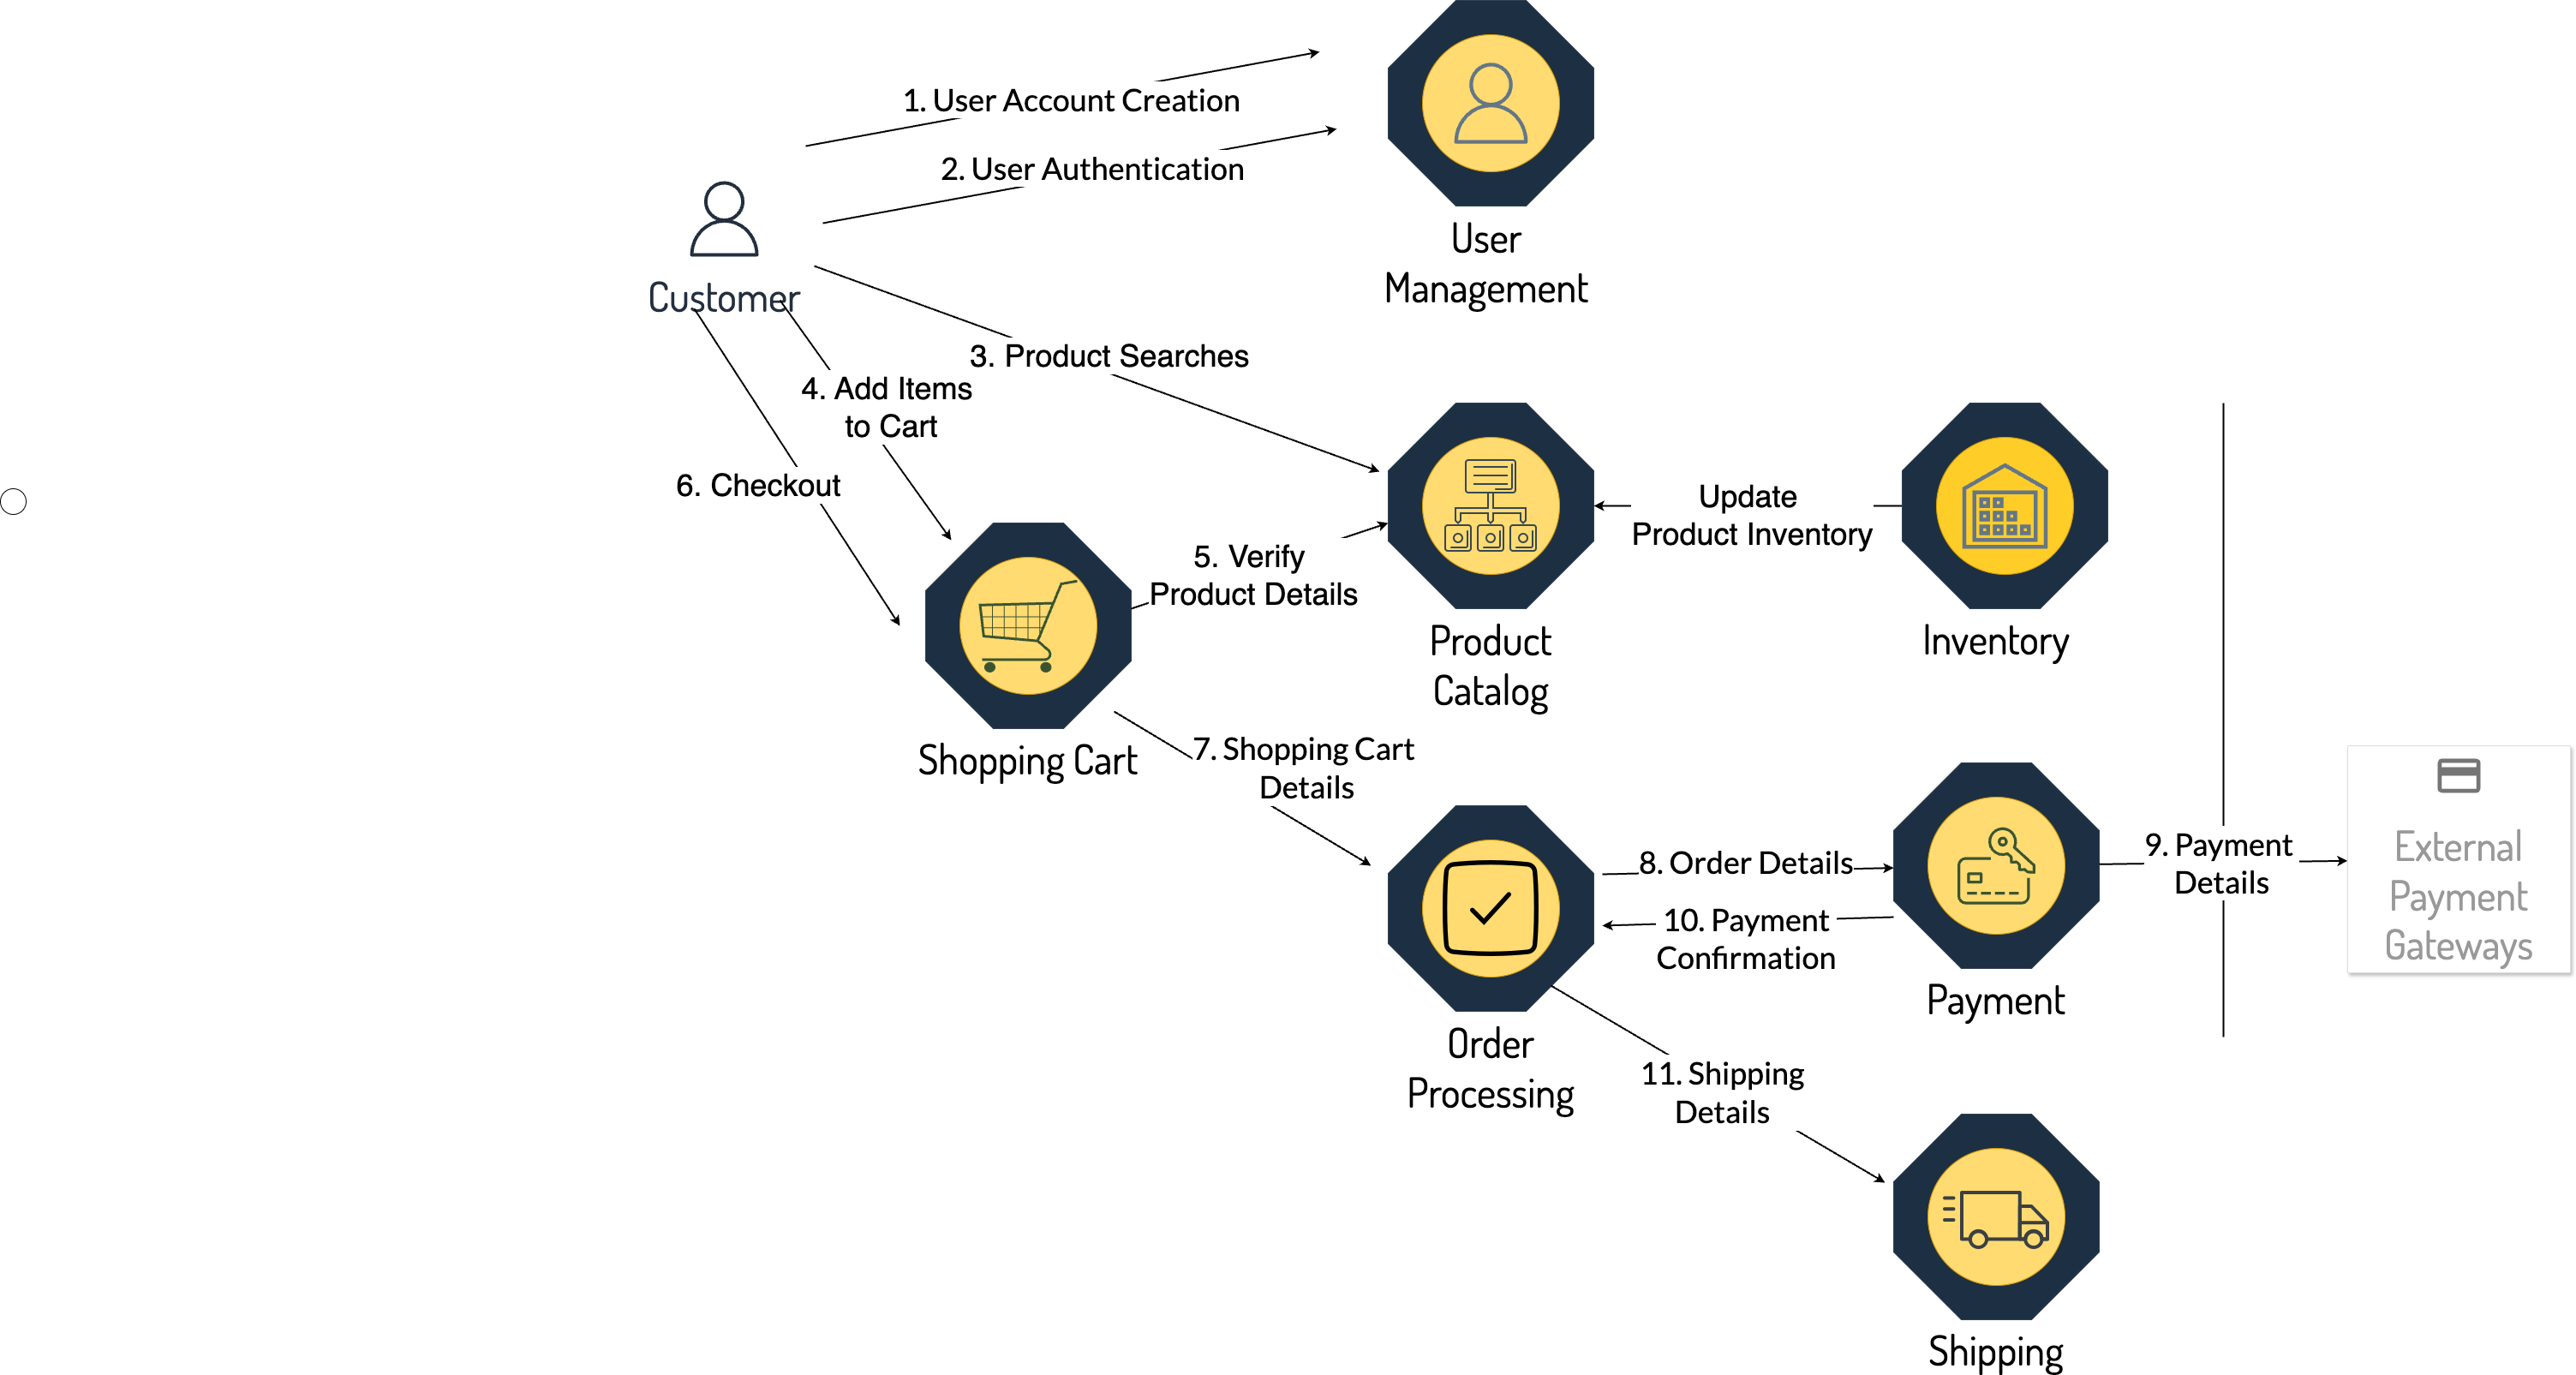 1. User Account Creation
2. User Authentication
User
Management
Customer
3. Product Searches
4. Add Items
to Cart
6. Checkout
5. Verify
Product Details
Update
Product Inventory
Product
Catalog
Inventory
Shopping Cart
7. Shopping Cart
Details
8. Order Details
9. Payment
Details
External
Payment
Gateways
10. Payment
Confirmation
Payment
Order
Processing
11. Shipping
Details
Shipping